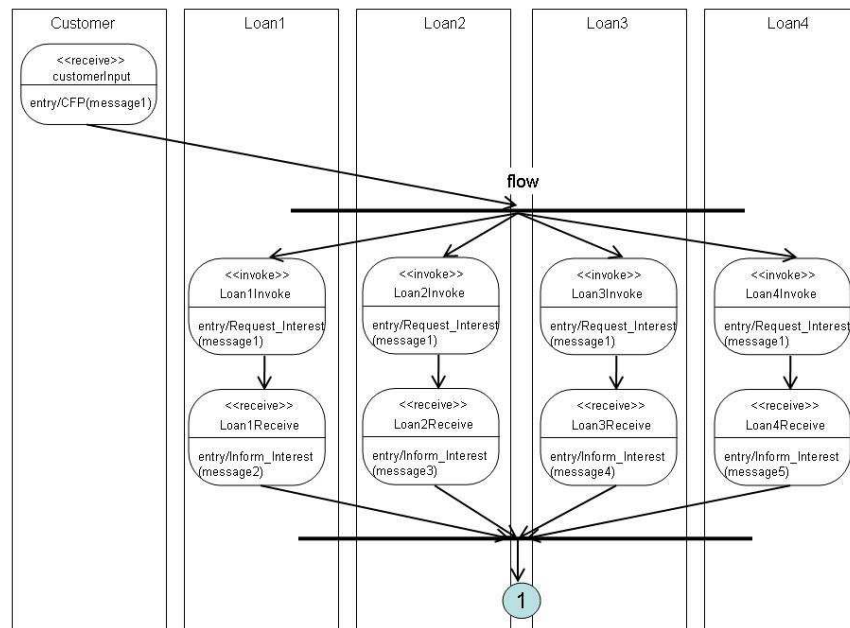 Customer
Loan1
Loan2
Loan3
Loan4
<<receive>>
customerInput
entry/CFP(message1)
flow
<<invoke>>
Loan1Invoke
entry/Request_Interest
(message1)
<<invoke>>
Loan2Invoke
entry/Request_Interest
(message1)
<<invoke>>
Loan3Invoke
entry/Request_Interest
(message1)
<<invoke>>
Loan4Invoke
entry/Request_Interest
(message1)
<<receive>>
Loan1Receive
entry/Inform_Interest
(message2)
<<receive>>
Loan2Receive
entry/Inform_Interest
(message3)
<<receive>>
Loan3Receive
entry/Inform_Interest
(message4)
<<receive>>
Loan4Receive
entry/Inform_Interest
(message5)
1